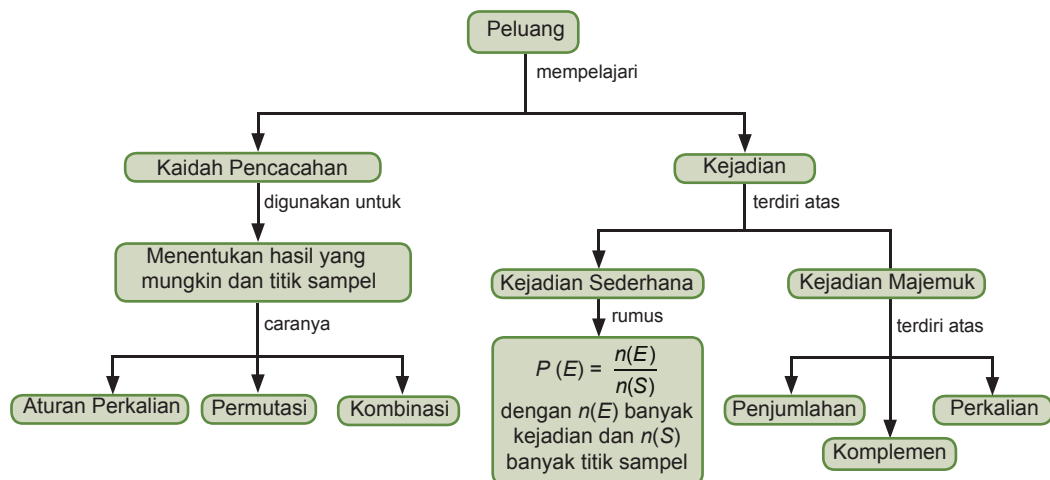 Peluang
mempelajari
Kaidah Pencacahan
Kejadian
digunakan untuk
terdiri atas
Menentukan hasil yang
mungkin dan titik sampel
Kejadian Sederhana
Kejadian Majemuk
caranya
rumus
terdiri atas
Aturan Perkalian
Permutasi
Kombinasi
P (E) = n(E)
n(S)
dengan n(E) banyak
kejadian dan n(S)
banyak titik sampel
Penjumlahan
Perkalian
Komplemen